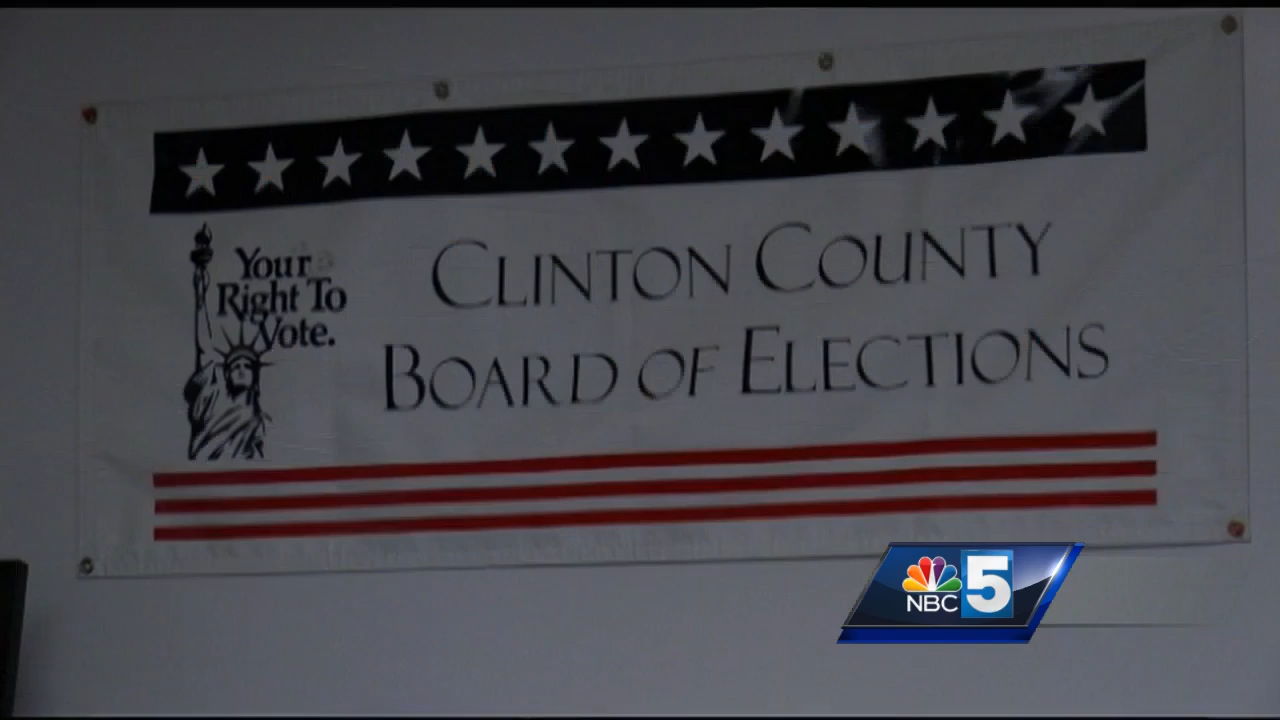 Your
Right To
Vote.
CLINTON COUNTY
BOARD OF ELECTIONS
NBC 5